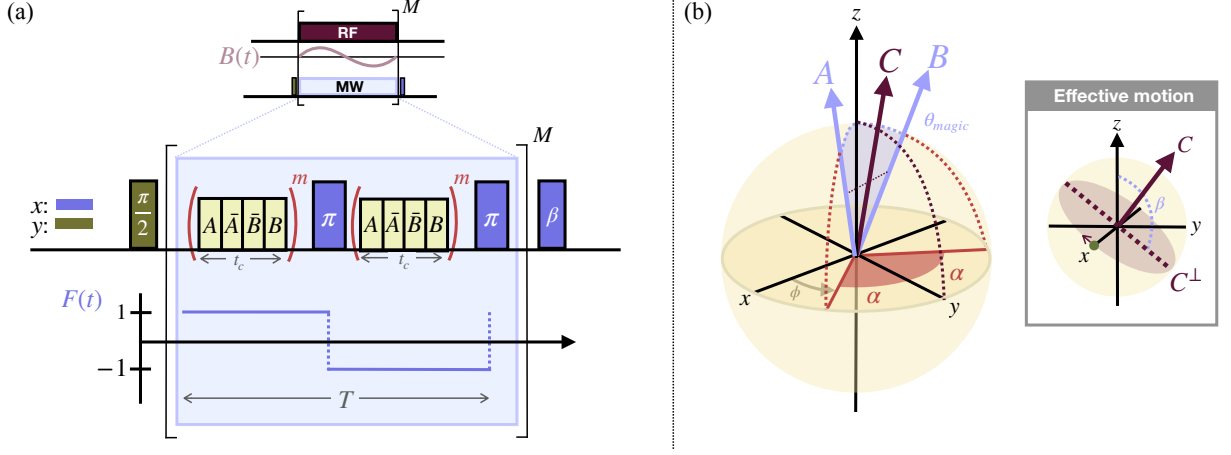 (a)
M
RF
B(t)
MW
M
x:
y:
π/2
( A Ā B̄ B )
m
π
( A Ā B̄ B )
m
π
β
t_c
t_c
F(t)
1
−1
T
(b)
z
A
C
B
θ_magic
x
ϕ
α
α
y
Effective motion
z
C
β
y
x
C^⊥